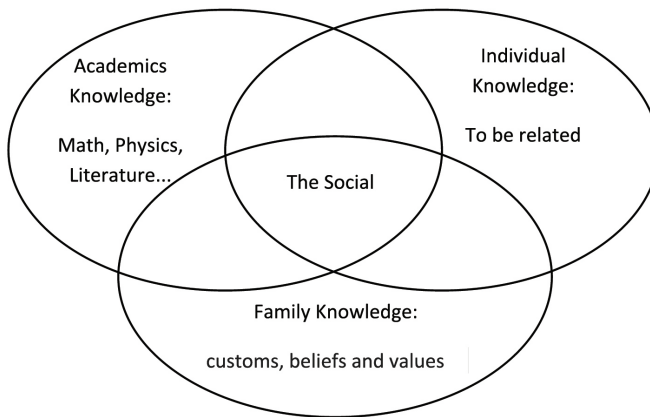 Academics
Knowledge:
Math, Physics,
Literature...
Individual
Knowledge:
To be related
The Social
Family Knowledge:
customs, beliefs and values